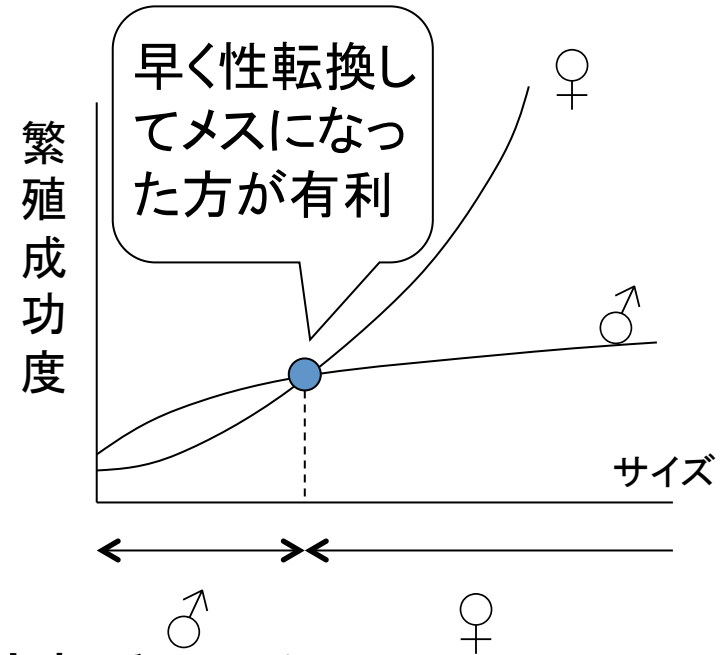 早く性転換し
てメスになっ
た方が有利
♀
繁殖成功度
♂
サイズ
♂
♀